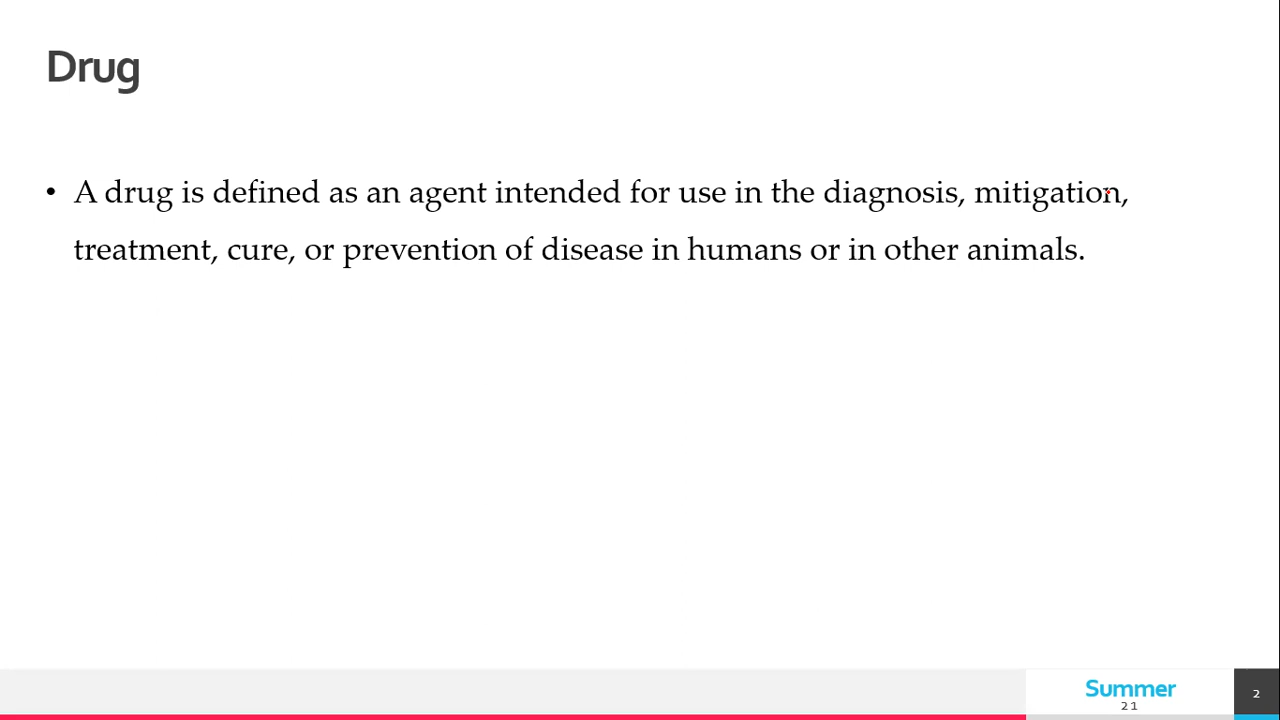 Drug
• A drug is defined as an agent intended for use in the diagnosis, mitigation,
treatment, cure, or prevention of disease in humans or in other animals.
Summer
21
2